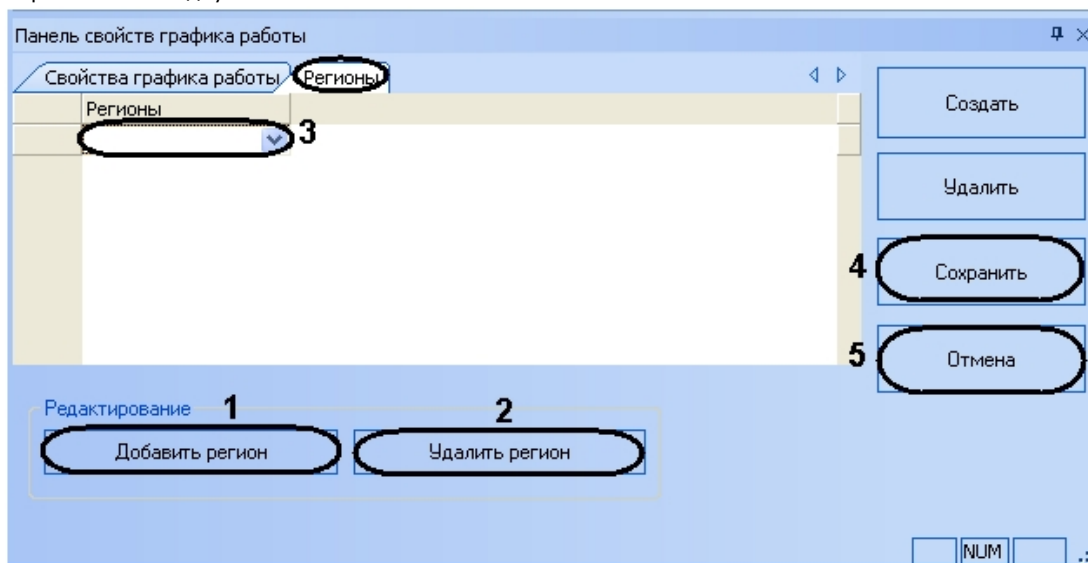 Панель свойств графика работы
Свойства графика работы Регионы
Регионы
3
Создать
Удалить
4 Сохранить
5 Отмена
Редактирование 1 2
Добавить регион Удалить регион
NUM